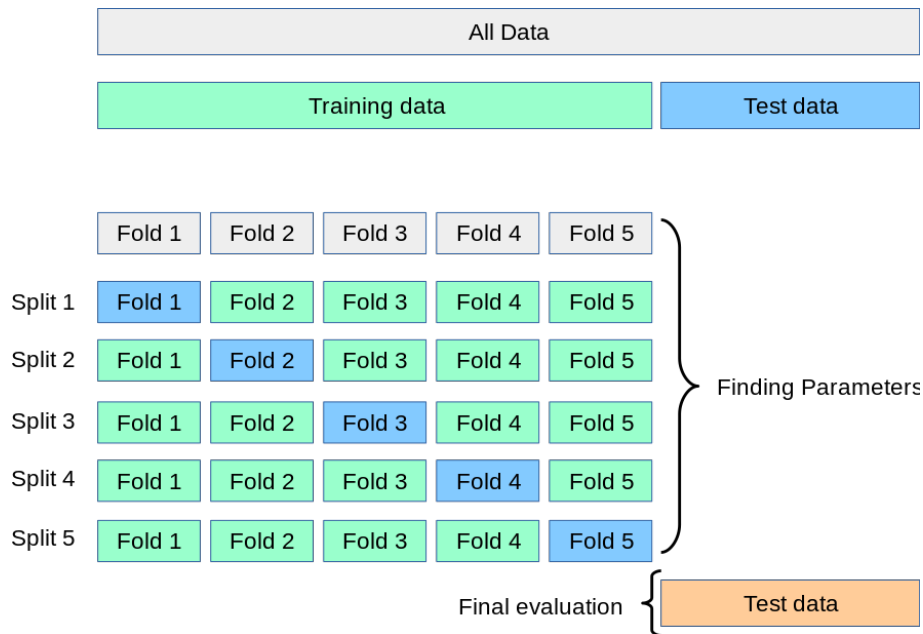 All Data
Training data Test data
Fold 1 Fold 2 Fold 3 Fold 4 Fold 5
Split 1 Fold 1 Fold 2 Fold 3 Fold 4 Fold 5
Split 2 Fold 1 Fold 2 Fold 3 Fold 4 Fold 5
Finding Parameters
Split 3 Fold 1 Fold 2 Fold 3 Fold 4 Fold 5
Split 4 Fold 1 Fold 2 Fold 3 Fold 4 Fold 5
Split 5 Fold 1 Fold 2 Fold 3 Fold 4 Fold 5
Final evaluation Test data